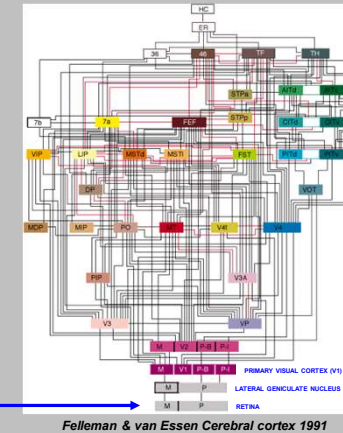 HC
ER
36 46 TF TH
STPa AITd
7b 7a FEF STPp CITd
VIP LIP MSTd MSTl FST PITd
DP VOT
MDP MIP PO MT V4t V4
PIP V3A
V3 VP
M V2 P-B P-I
M V1 P-B P-I PRIMARY VISUAL CORTEX (V1)
M P LATERAL GENICULATE NUCLEUS
M P RETINA
Felleman & van Essen Cerebral cortex 1991